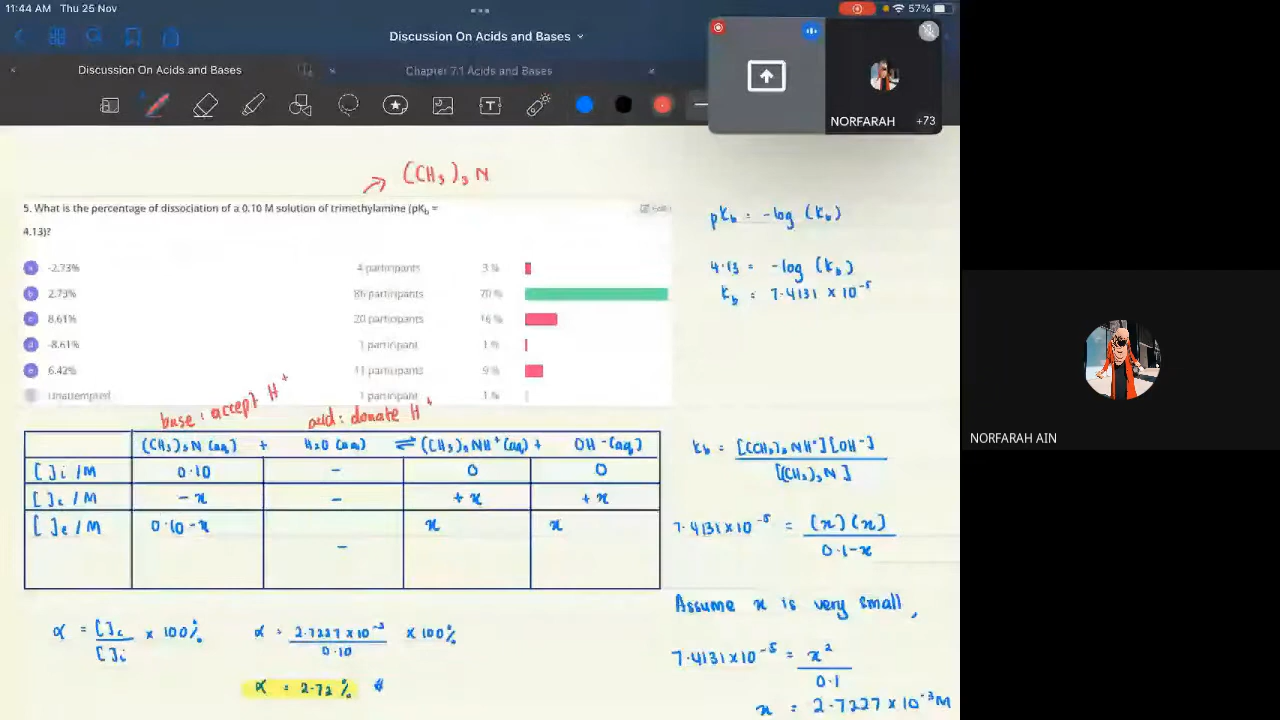 11:44 AM Thu 25 Nov
57%
Discussion On Acids and Bases
Discussion On Acids and Bases
Chapter 7.1 Acids and Bases
NORFARAH +73
(CH₃)₃N
5. What is the percentage of dissociation of a 0.10 M solution of trimethylamine (pKb =
4.13)?
a -2.73% 4 participants 3 %
b 2.73% 86 participants 70 %
c 8.61% 20 participants 16 %
d -8.61% 1 participant 1 %
e 6.42% 11 participants 9 %
Unattempted 1 participant 1 %
base: accept H⁺
acid: donate H⁺
(CH₃)₃N (aq) + H₂O (aq) ⇌ (CH₃)₃NH⁺(aq) + OH⁻(aq)
[ ]i / M 0.10 - 0 0
[ ]c / M - x - + x + x
[ ]e / M 0.10 - x - x x
α = [ ]c / [ ]i x 100%
α = 2.7227 x 10⁻³ / 0.10 x 100%
α = 2.72 %
pKb = -log (Kb)
4.13 = -log (Kb)
Kb = 7.4131 x 10⁻⁵
Kb = [(CH₃)₃NH⁺][OH⁻] / [(CH₃)₃N]
7.4131 x 10⁻⁵ = (x)(x) / 0.1-x
Assume x is very small,
7.4131 x 10⁻⁵ = x² / 0.1
x = 2.7227 x 10⁻³ M
NORFARAH AIN